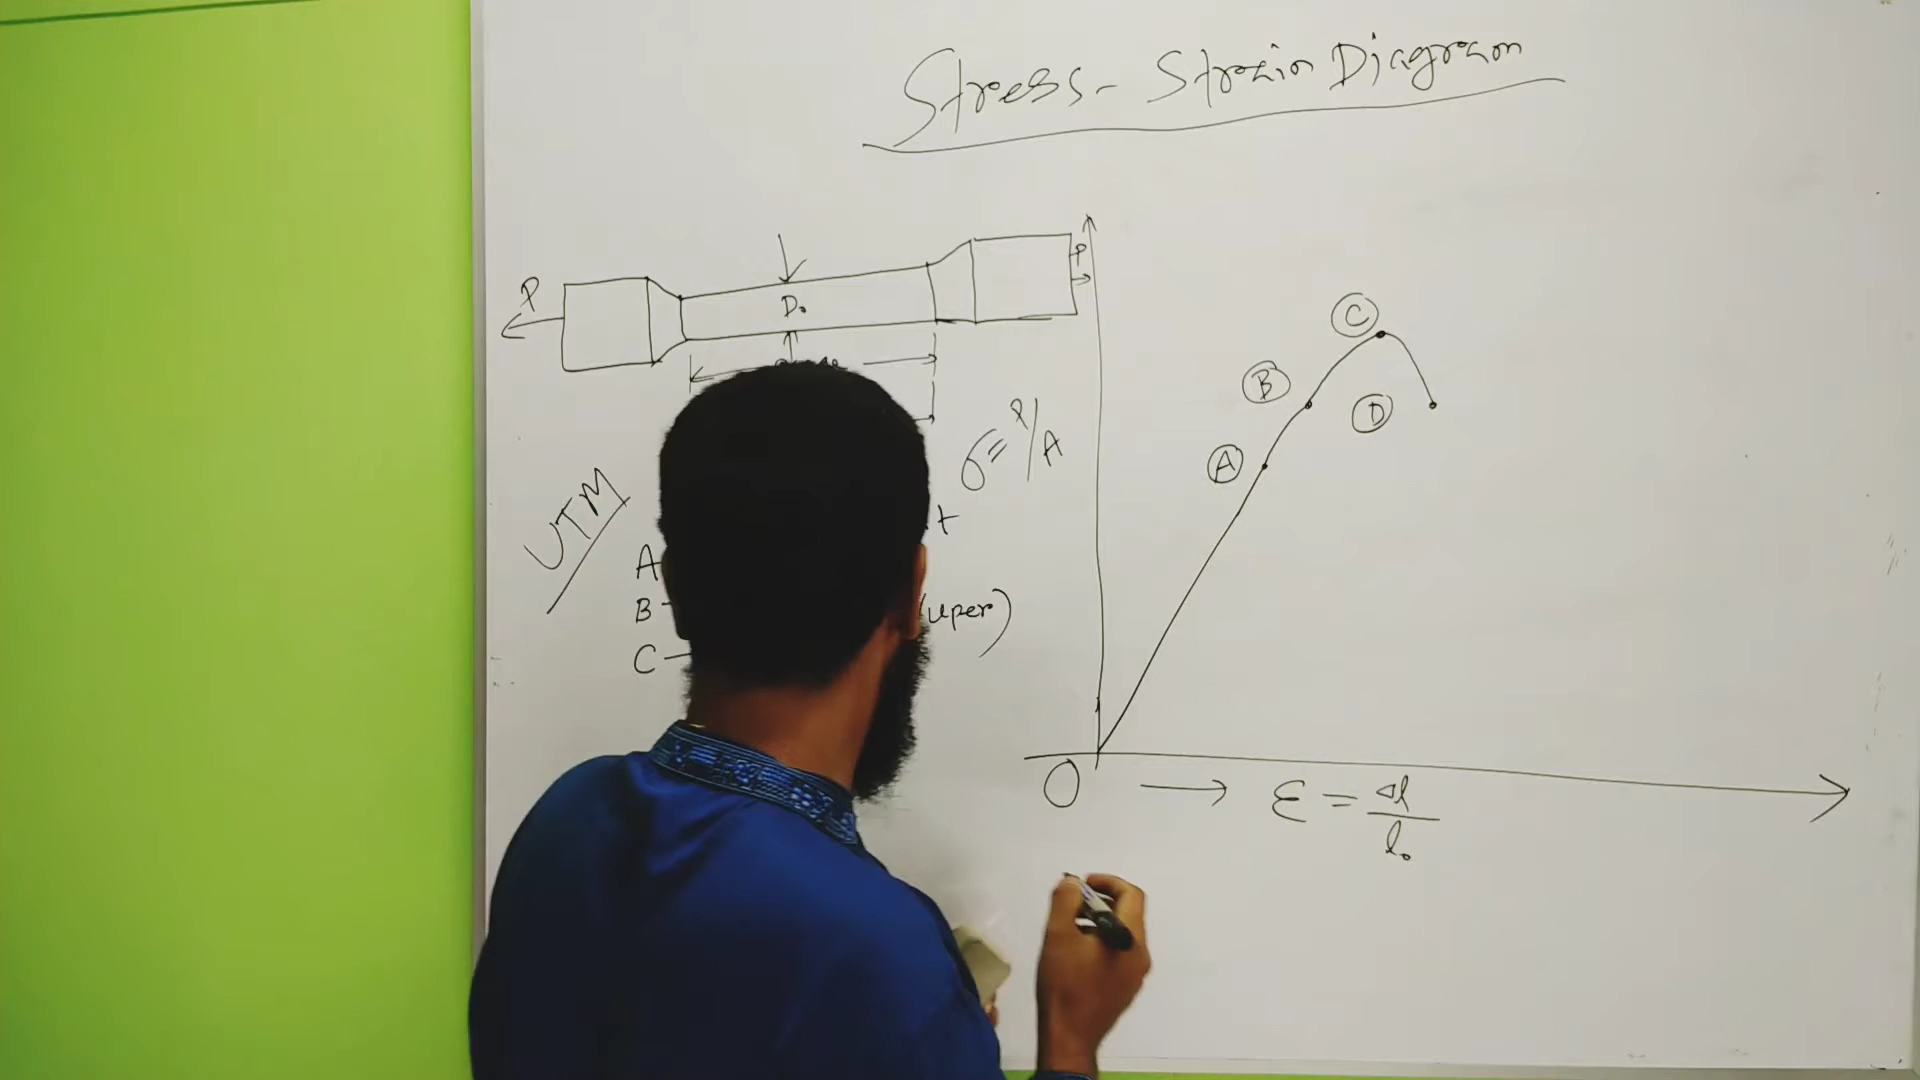 Stress - Strain Diagram
P
D₀
P
σ = P/A
UTM
A
B - (uper)
C -
A
B
C
D
O → ε = Δl/l₀